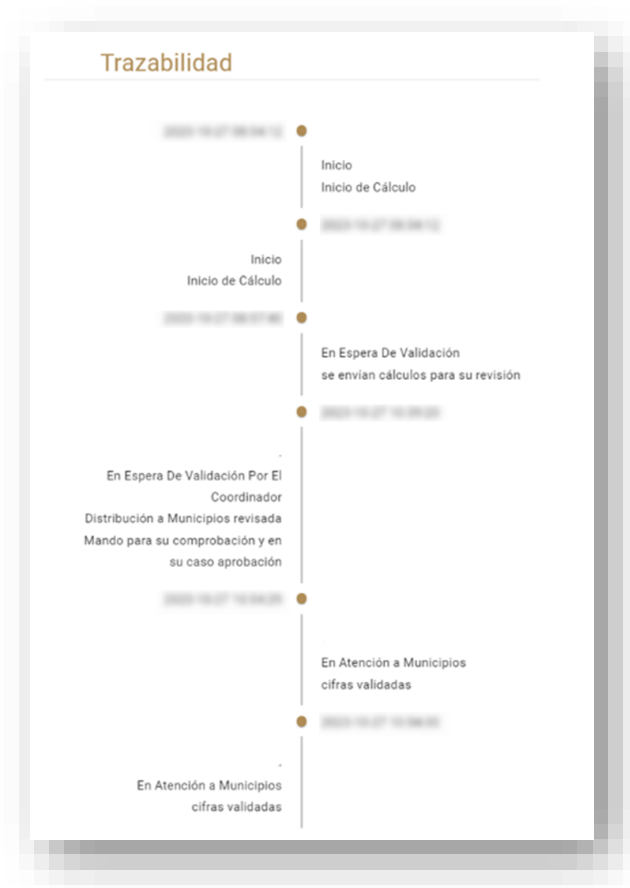 Trazabilidad
Inicio
Inicio de Cálculo
Inicio
Inicio de Cálculo
En Espera De Validación
se envían cálculos para su revisión
.
En Espera De Validación Por El
Coordinador
Distribución a Municipios revisada
Mando para su comprobación y en
su caso aprobación
En Atención a Municipios
cifras validadas
.
En Atención a Municipios
cifras validadas